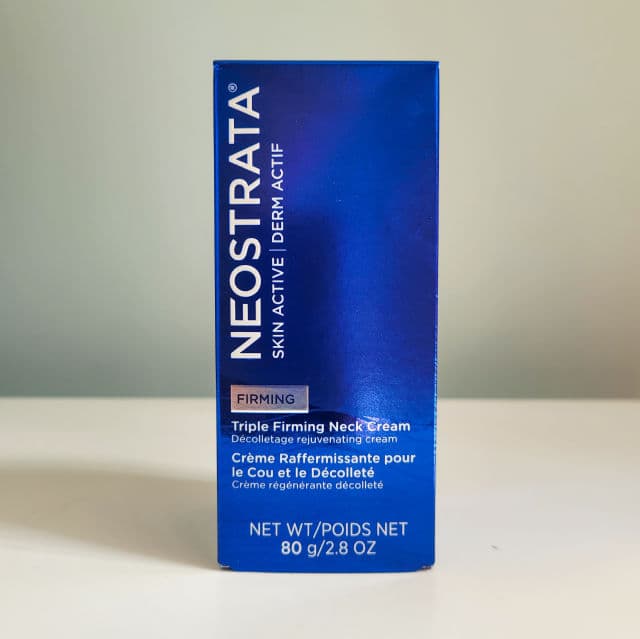 NEOSTRATA®
SKIN ACTIVE | DERM ACTIF
FIRMING
Triple Firming Neck Cream
Décolletage rejuvenating cream
Crème Raffermissante pour
le Cou et le Décolleté
Crème régénérante décolleté
NET WT/POIDS NET
80 g/2.8 OZ